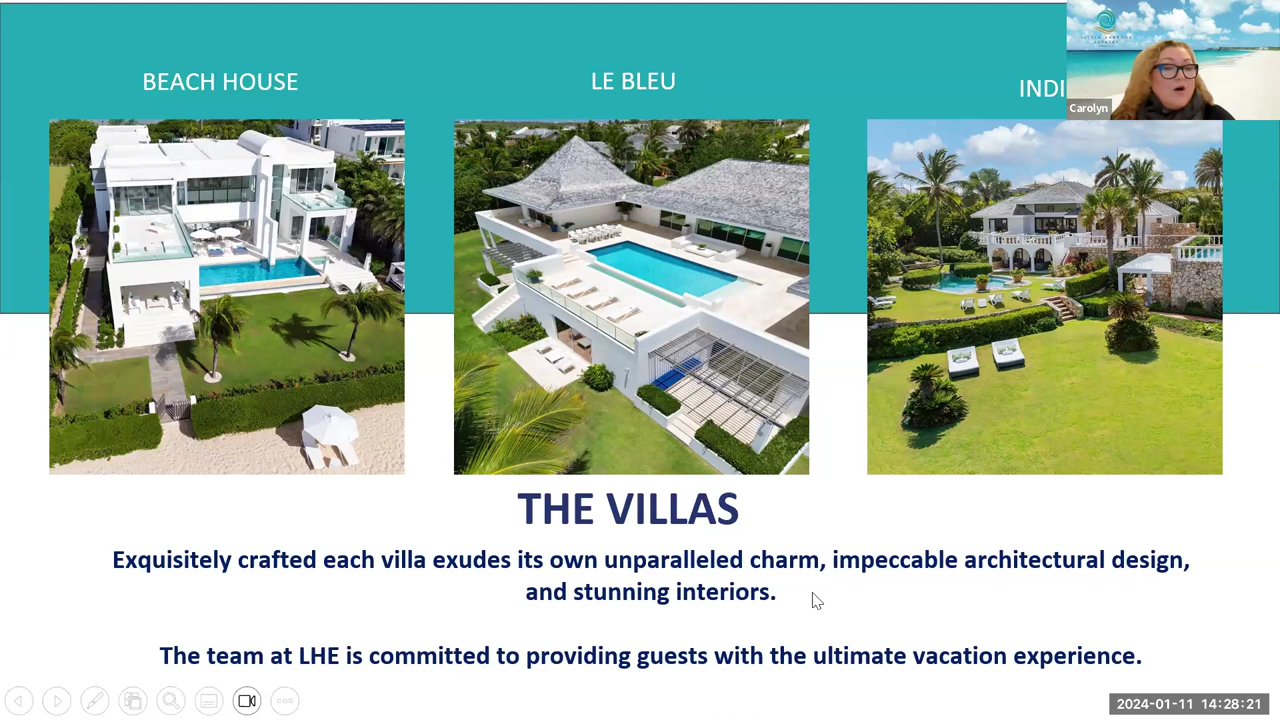 BEACH HOUSE
LE BLEU
INDI
Carolyn
THE VILLAS
Exquisitely crafted each villa exudes its own unparalleled charm, impeccable architectural design,
and stunning interiors.
The team at LHE is committed to providing guests with the ultimate vacation experience.
2024-01-11 14:28:21